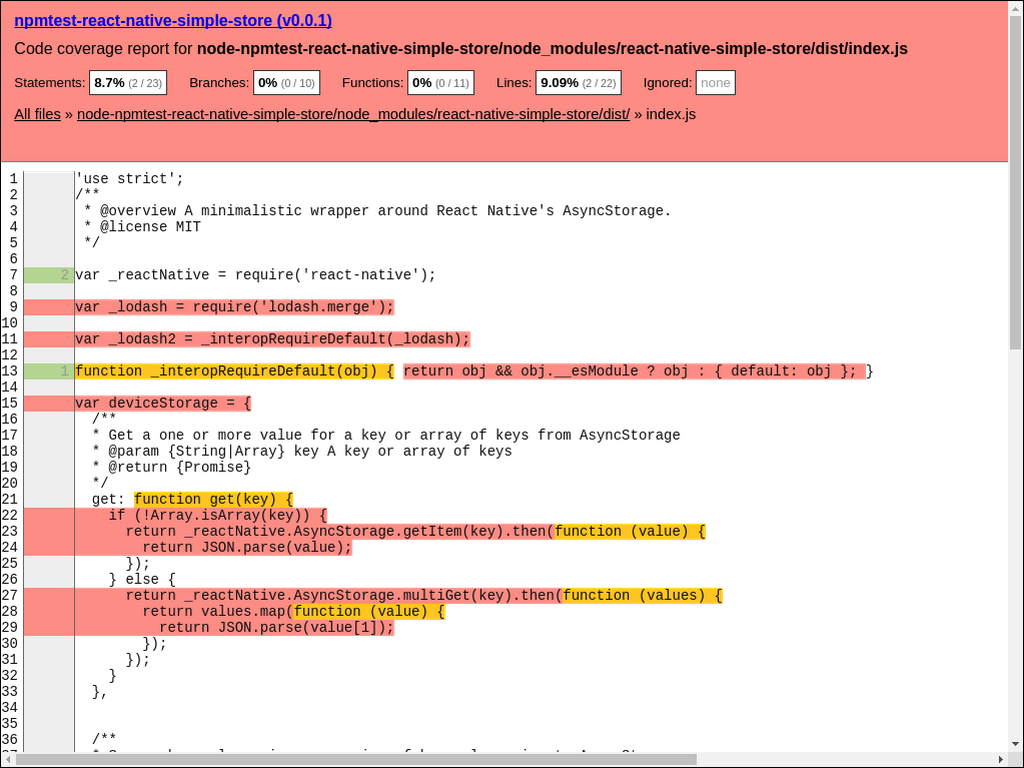 npmtest-react-native-simple-store (v0.0.1)
Code coverage report for node-npmtest-react-native-simple-store/node_modules/react-native-simple-store/dist/index.js
Statements: 8.7% (2 / 23) Branches: 0% (0 / 10) Functions: 0% (0 / 11) Lines: 9.09% (2 / 22) Ignored: none
All files » node-npmtest-react-native-simple-store/node_modules/react-native-simple-store/dist/ » index.js
1 'use strict';
2 /**
3 * @overview A minimalistic wrapper around React Native's AsyncStorage.
4 * @license MIT
5 */
6
7 2 var _reactNative = require('react-native');
8
9 var _lodash = require('lodash.merge');
10
11 var _lodash2 = _interopRequireDefault(_lodash);
12
13 1 function _interopRequireDefault(obj) { return obj && obj.__esModule ? obj : { default: obj }; }
14
15 var deviceStorage = {
16 /**
17 * Get a one or more value for a key or array of keys from AsyncStorage
18 * @param {String|Array} key A key or array of keys
19 * @return {Promise}
20 */
21 get: function get(key) {
22 if (!Array.isArray(key)) {
23 return _reactNative.AsyncStorage.getItem(key).then(function (value) {
24 return JSON.parse(value);
25 });
26 } else {
27 return _reactNative.AsyncStorage.multiGet(key).then(function (values) {
28 return values.map(function (value) {
29 return JSON.parse(value[1]);
30 });
31 });
32 }
33 },
34
35
36 /**